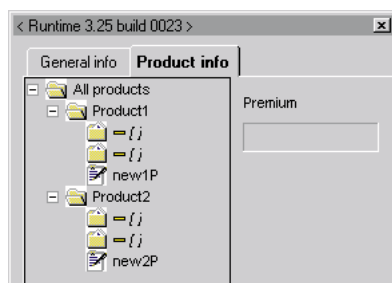 < Runtime 3.25 build 0023 >
General info Product info
All products
Premium
Product1
{ }
{ }
new1P
Product2
{ }
{ }
new2P